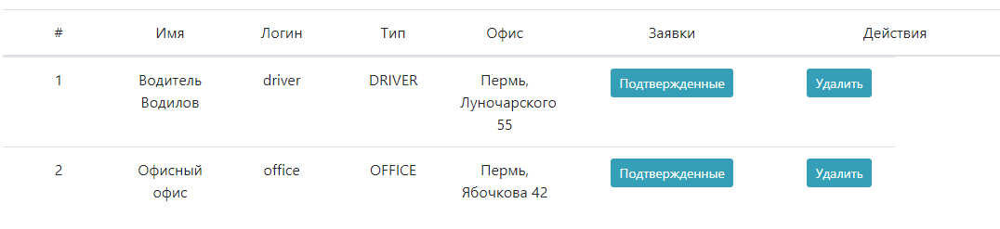 # Имя Логин Тип Офис Заявки Действия
1 Водитель Водилов driver DRIVER Пермь, Луночарского 55 Подтвержденные Удалить
2 Офисный офис office OFFICE Пермь, Ябочкова 42 Подтвержденные Удалить